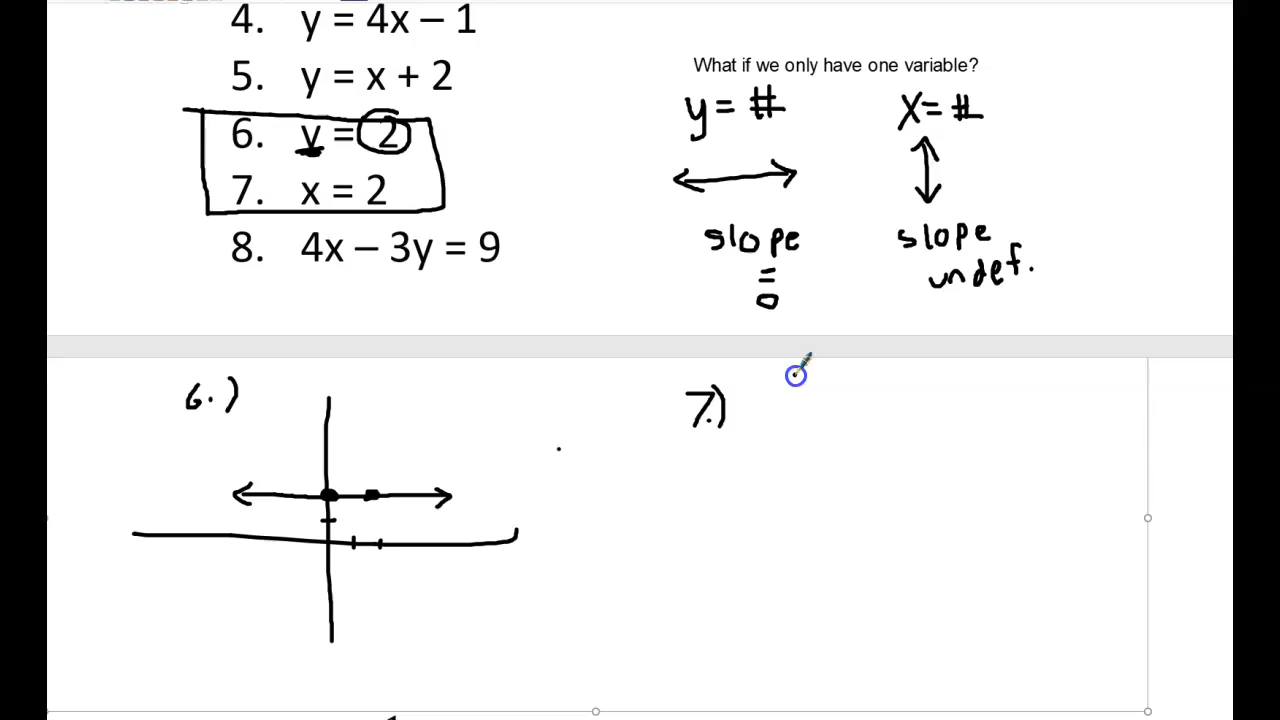 4. y = 4x – 1
5. y = x + 2
6. y = 2
7. x = 2
8. 4x – 3y = 9
What if we only have one variable?
y = #
x = #
slope
=
0
slope
undef.
6.)
7.)